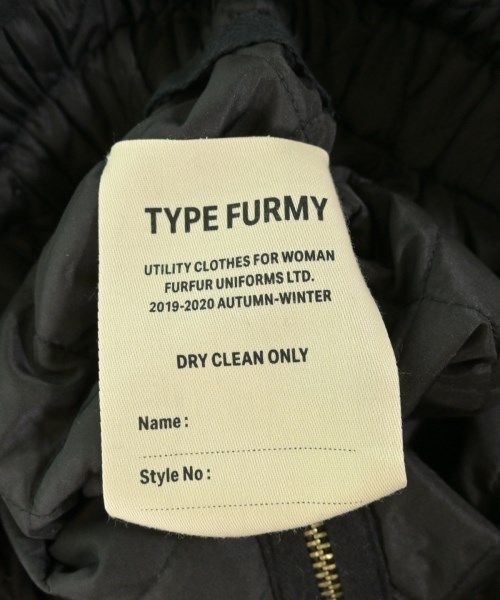 TYPE FURMY
UTILITY CLOTHES FOR WOMAN
FURFUR UNIFORMS LTD.
2019-2020 AUTUMN-WINTER
DRY CLEAN ONLY
Name :
Style No :